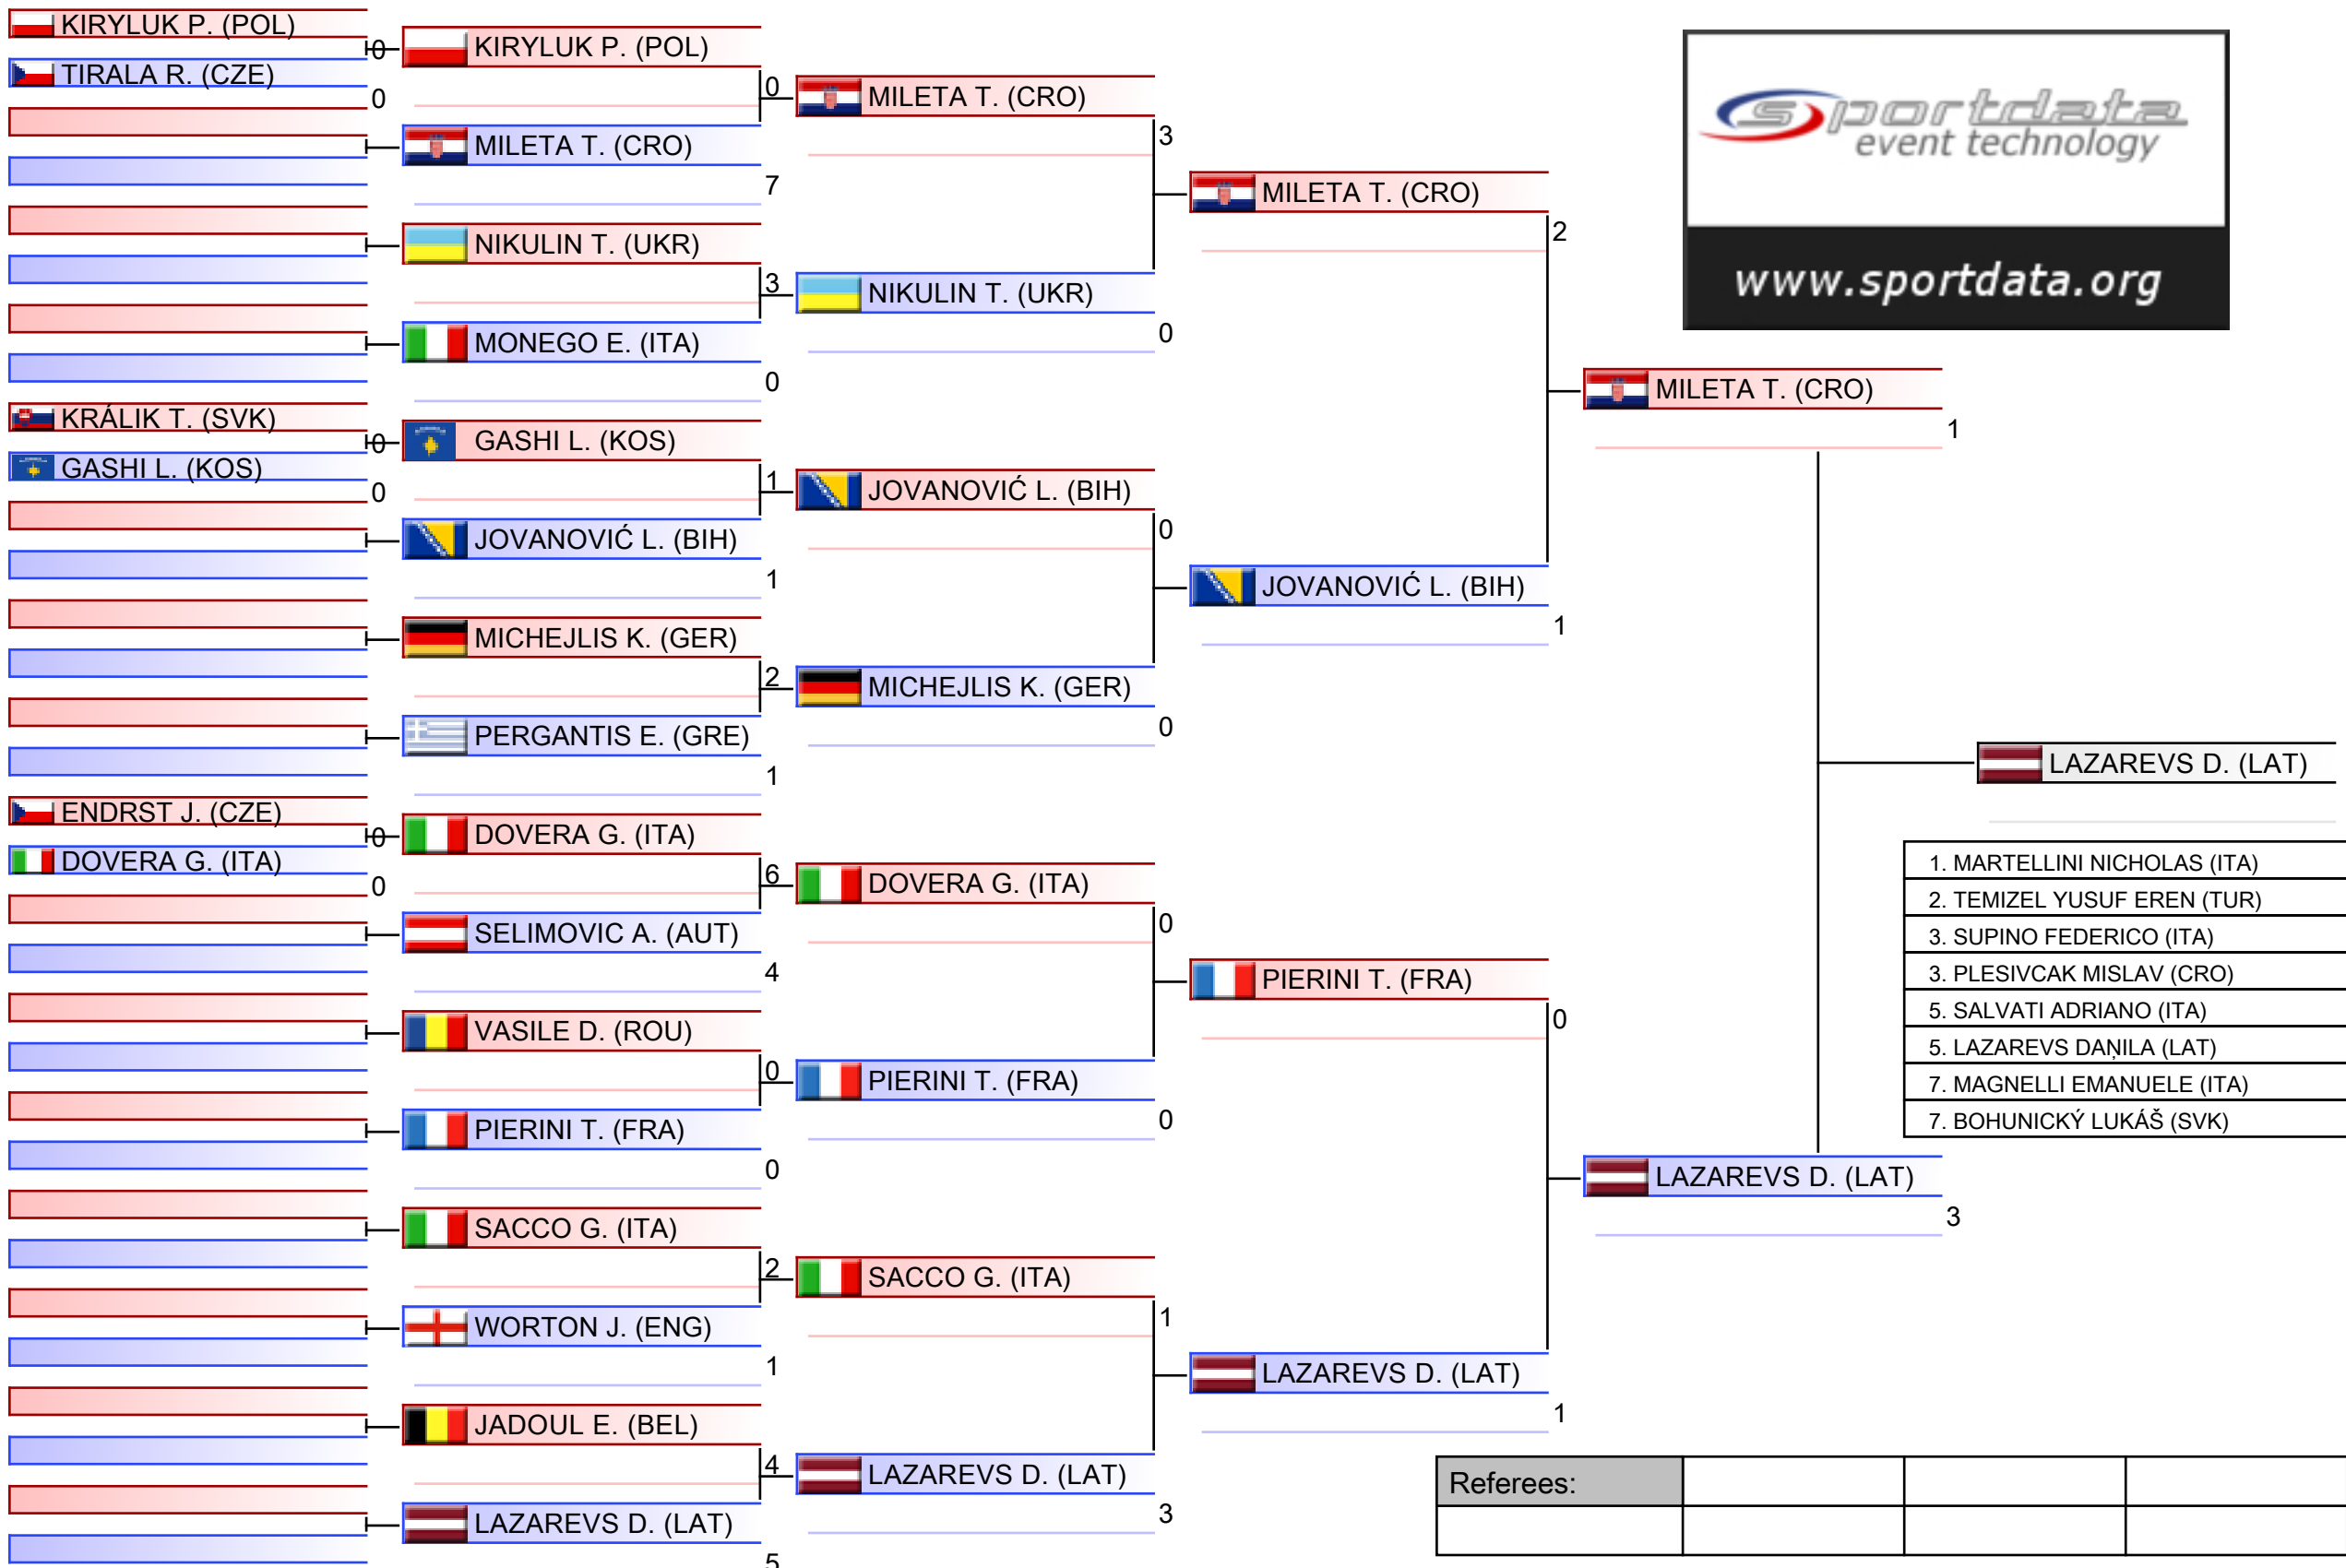 KIRYLUK P. (POL)
0
TIRALA R. (CZE)
0
KRÁLIK T. (SVK)
0
GASHI L. (KOS)
0
ENDRST J. (CZE)
0
DOVERA G. (ITA)
0
KIRYLUK P. (POL)
0
MILETA T. (CRO)
7
NIKULIN T. (UKR)
3
MONEGO E. (ITA)
0
GASHI L. (KOS)
1
JOVANOVIĆ L. (BIH)
1
MICHEJLIS K. (GER)
2
PERGANTIS E. (GRE)
1
DOVERA G. (ITA)
6
SELIMOVIC A. (AUT)
4
VASILE D. (ROU)
0
PIERINI T. (FRA)
0
SACCO G. (ITA)
2
WORTON J. (ENG)
1
JADOUL E. (BEL)
4
LAZAREVS D. (LAT)
5
MILETA T. (CRO)
3
NIKULIN T. (UKR)
0
JOVANOVIĆ L. (BIH)
0
MICHEJLIS K. (GER)
0
DOVERA G. (ITA)
0
PIERINI T. (FRA)
0
SACCO G. (ITA)
1
LAZAREVS D. (LAT)
3
MILETA T. (CRO)
2
JOVANOVIĆ L. (BIH)
1
PIERINI T. (FRA)
0
LAZAREVS D. (LAT)
1
sportdata
event technology
www.sportdata.org
MILETA T. (CRO)
1
LAZAREVS D. (LAT)
3
LAZAREVS D. (LAT)
1. MARTELLINI NICHOLAS (ITA)
2. TEMIZEL YUSUF EREN (TUR)
3. SUPINO FEDERICO (ITA)
3. PLESIVCAK MISLAV (CRO)
5. SALVATI ADRIANO (ITA)
5. LAZAREVS DAŅILA (LAT)
7. MAGNELLI EMANUELE (ITA)
7. BOHUNICKÝ LUKÁŠ (SVK)
Referees: